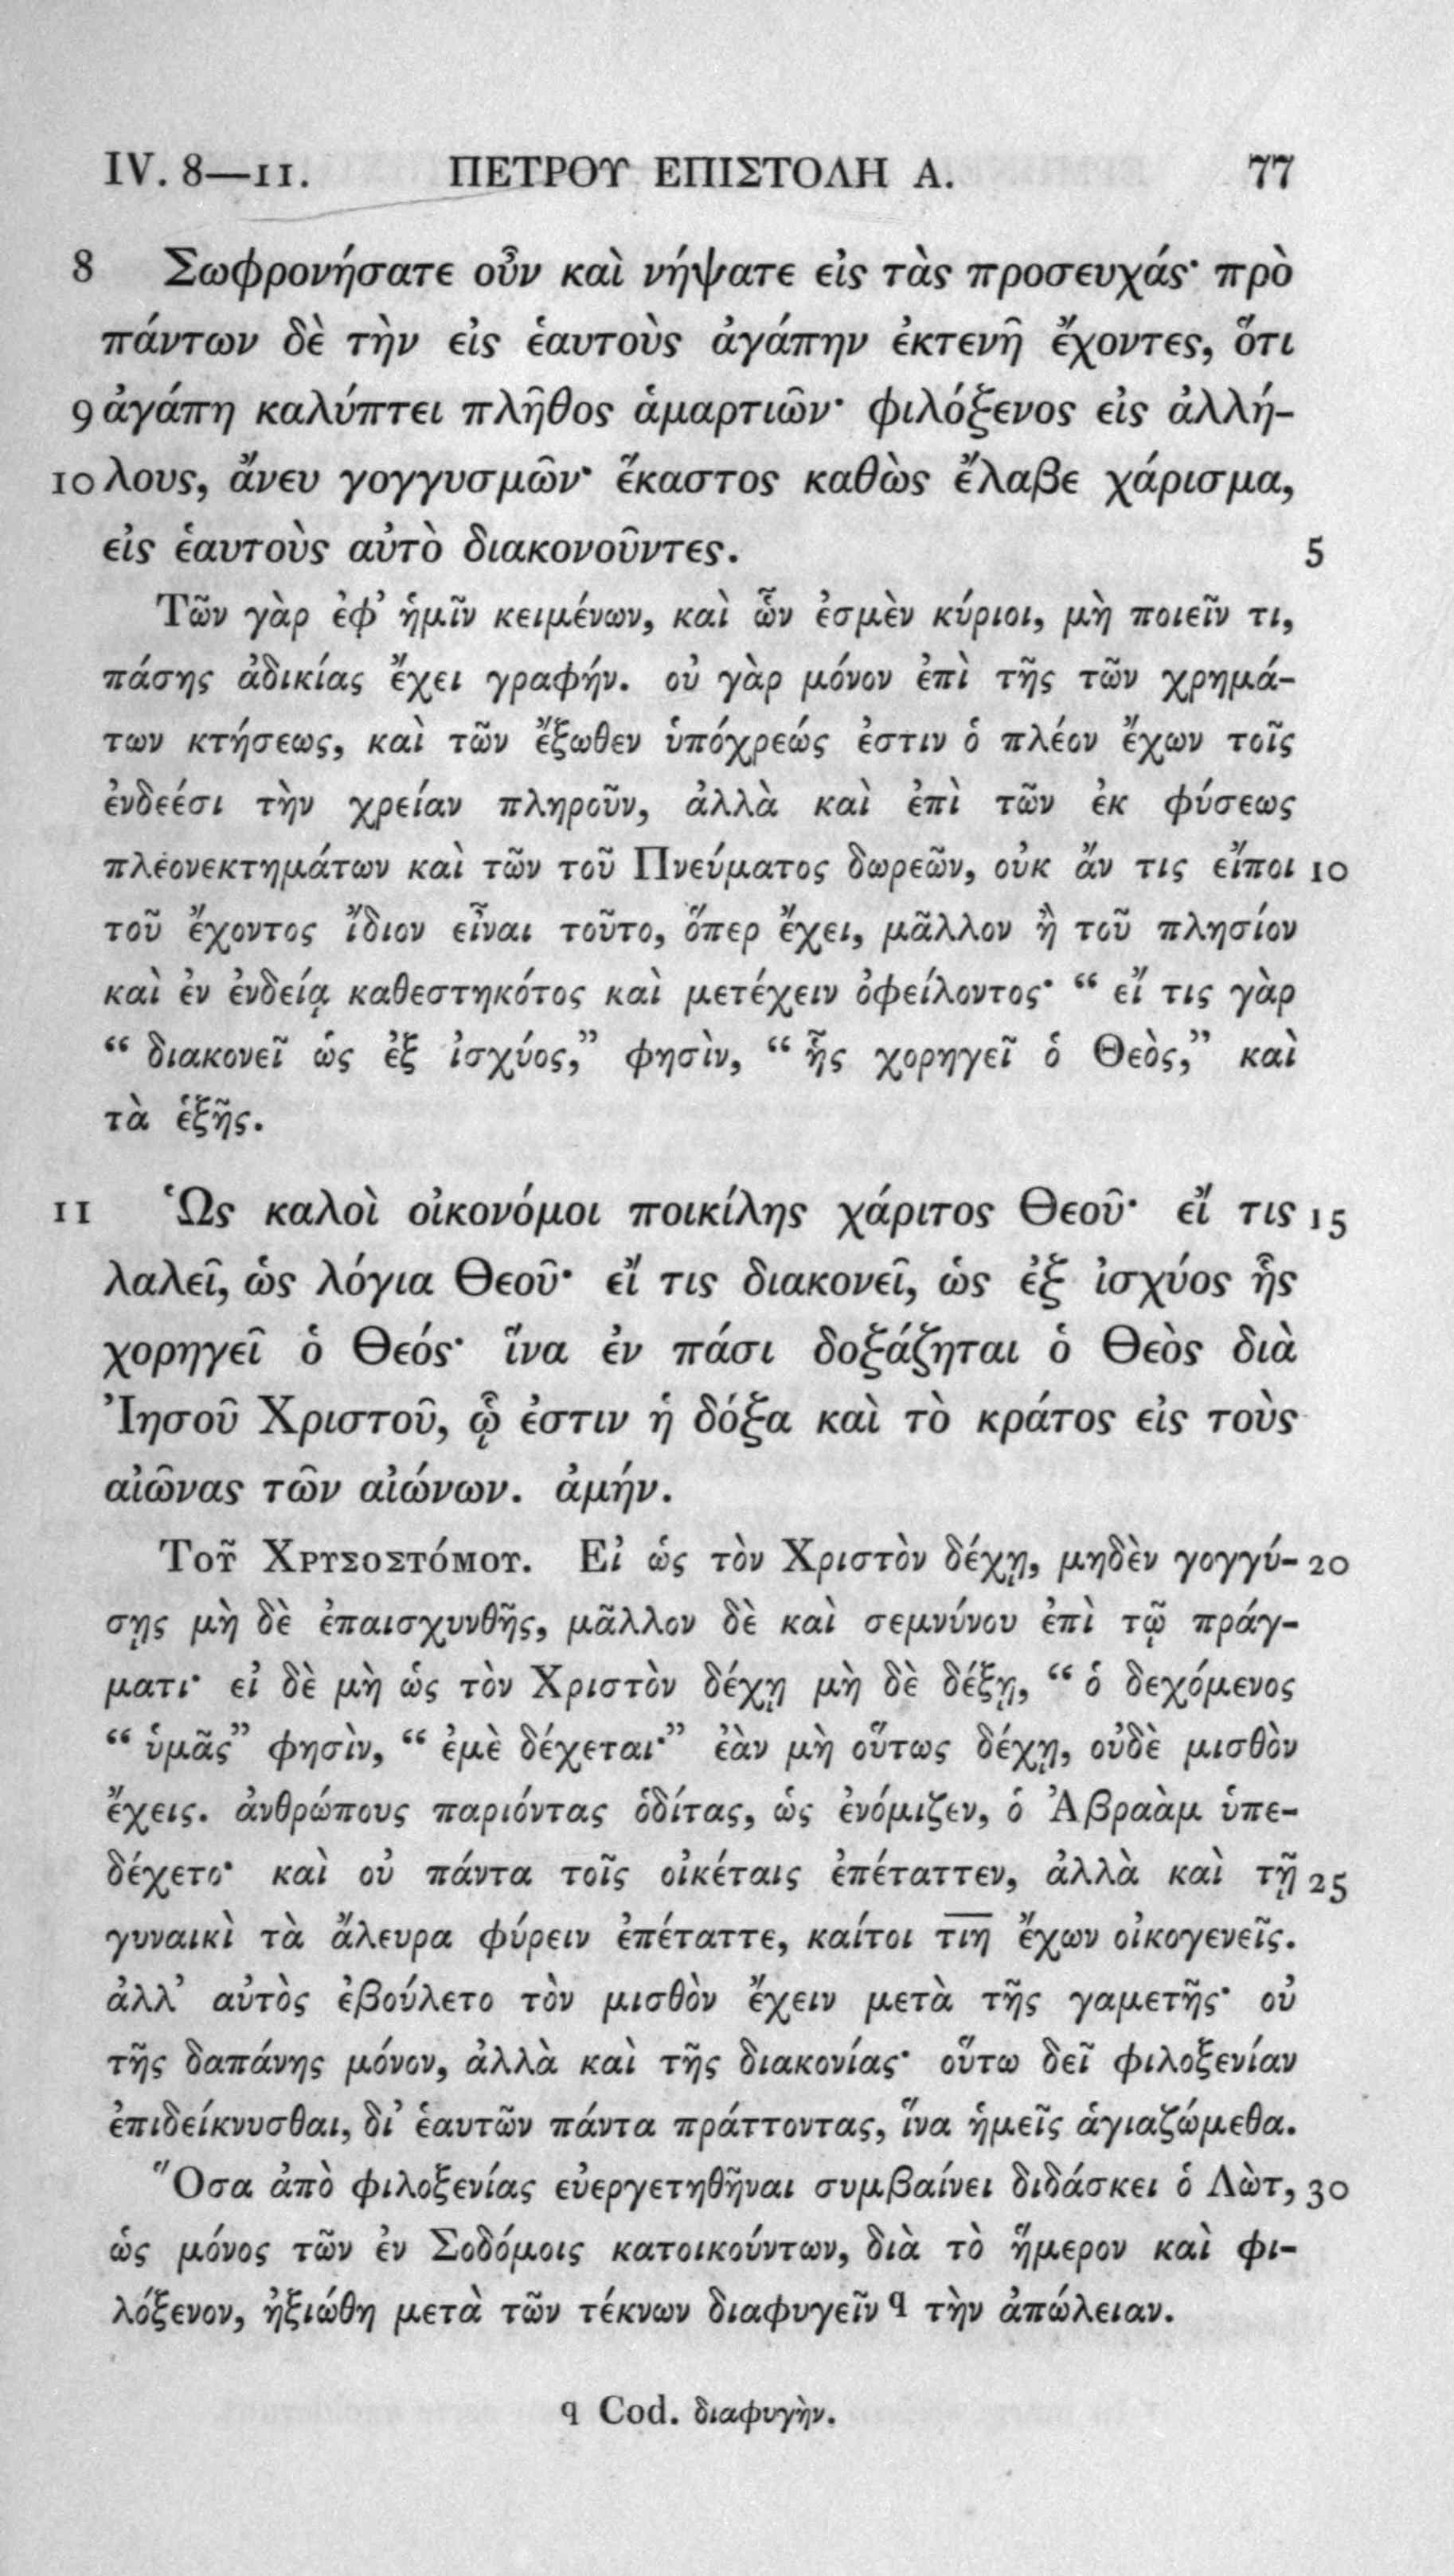 IV. 8—11. ΠΕΤΡΟΥ ΕΠΙΣΤΟΛΗ Α. 77
8 Σωφρονήσατε οὖν καὶ νήψατε εἰς τὰς προσευχάς· πρὸ
πάντων δὲ τὴν εἰς ἑαυτοὺς ἀγάπην ἐκτενῆ ἔχοντες, ὅτι
9 ἀγάπη καλύπτει πλῆθος ἁμαρτιῶν· φιλόξενος εἰς ἀλλή-
10 λους, ἄνευ γογγυσμῶν· ἕκαστος καθὼς ἔλαβε χάρισμα,
εἰς ἑαυτοὺς αὐτὸ διακονοῦντες. 5
Τῶν γὰρ ἐφ’ ἡμῖν κειμένων, καὶ ὧν ἐσμὲν κύριοι, μὴ ποιεῖν τι,
πάσης ἀδικίας ἔχει γραφήν. οὐ γὰρ μόνον ἐπὶ τῆς τῶν χρημά-
των κτήσεως, καὶ τῶν ἔξωθεν ὑπόχρεώς ἐστιν ὁ πλέον ἔχων τοῖς
ἐνδεέσι τὴν χρείαν πληροῦν, ἀλλὰ καὶ ἐπὶ τῶν ἐκ φύσεως
πλεονεκτημάτων καὶ τῶν τοῦ Πνεύματος δωρεῶν, οὐκ ἄν τις εἴποι 10
τοῦ ἔχοντος ἴδιον εἶναι τοῦτο, ὅπερ ἔχει, μᾶλλον ἢ τοῦ πλησίον
καὶ ἐν ἐνδείᾳ καθεστηκότος καὶ μετέχειν ὀφείλοντος· “ εἴ τις γὰρ
“ διακονεῖ ὡς ἐξ ἰσχύος,” φησὶν, “ ἧς χορηγεῖ ὁ Θεὸς,” καὶ
τὰ ἑξῆς.
11 Ὡς καλοὶ οἰκονόμοι ποικίλης χάριτος Θεοῦ· εἴ τις 15
λαλεῖ, ὡς λόγια Θεοῦ· εἴ τις διακονεῖ, ὡς ἐξ ἰσχύος ἧς
χορηγεῖ ὁ Θεός· ἵνα ἐν πάσι δοξάζηται ὁ Θεὸς διὰ
Ἰησοῦ Χριστοῦ, ᾧ ἐστιν ἡ δόξα καὶ τὸ κράτος εἰς τοὺς
αἰῶνας τῶν αἰώνων. ἀμήν.
Τοῦ Χρυσοστόμου. Εἰ ὡς τὸν Χριστὸν δέχῃ, μηδὲν γογγύ- 20
σῃς μὴ δὲ ἐπαισχυνθῆς, μᾶλλον δὲ καὶ σεμνύνου ἐπὶ τῷ πράγ-
ματι· εἰ δὲ μὴ ὡς τὸν Χριστὸν δέχῃ μὴ δὲ δέξῃ, “ ὁ δεχόμενος
“ ὑμᾶς” φησὶν, “ ἐμὲ δέχεται·” ἐὰν μὴ οὕτως δέχῃ, οὐδὲ μισθὸν
ἔχεις. ἀνθρώπους παριόντας ὁδίτας, ὡς ἐνόμιζεν, ὁ Ἀβραὰμ ὑπε-
δέχετο· καὶ οὐ πάντα τοῖς οἰκέταις ἐπέταττεν, ἀλλὰ καὶ τῇ 25
γυναικὶ τὰ ἄλευρα φύρειν ἐπέταττε, καίτοι τ̅ι̅η̅ ἔχων οἰκογενεῖς.
ἀλλ’ αὐτὸς ἐβούλετο τὸν μισθὸν ἔχειν μετὰ τῆς γαμετῆς· οὐ
τῆς δαπάνης μόνον, ἀλλὰ καὶ τῆς διακονίας· οὕτω δεῖ φιλοξενίαν
ἐπιδείκνυσθαι, δι’ ἑαυτῶν πάντα πράττοντας, ἵνα ἡμεῖς ἁγιαζώμεθα.
Ὅσα ἀπὸ φιλοξενίας εὐεργετηθῆναι συμβαίνει διδάσκει ὁ Λὼτ, 30
ὡς μόνος τῶν ἐν Σοδόμοις κατοικούντων, διὰ τὸ ἥμερον καὶ φι-
λόξενον, ἠξιώθη μετὰ τῶν τέκνων διαφυγεῖν q τὴν ἀπώλειαν.
q Cod. διαφυγὴν.